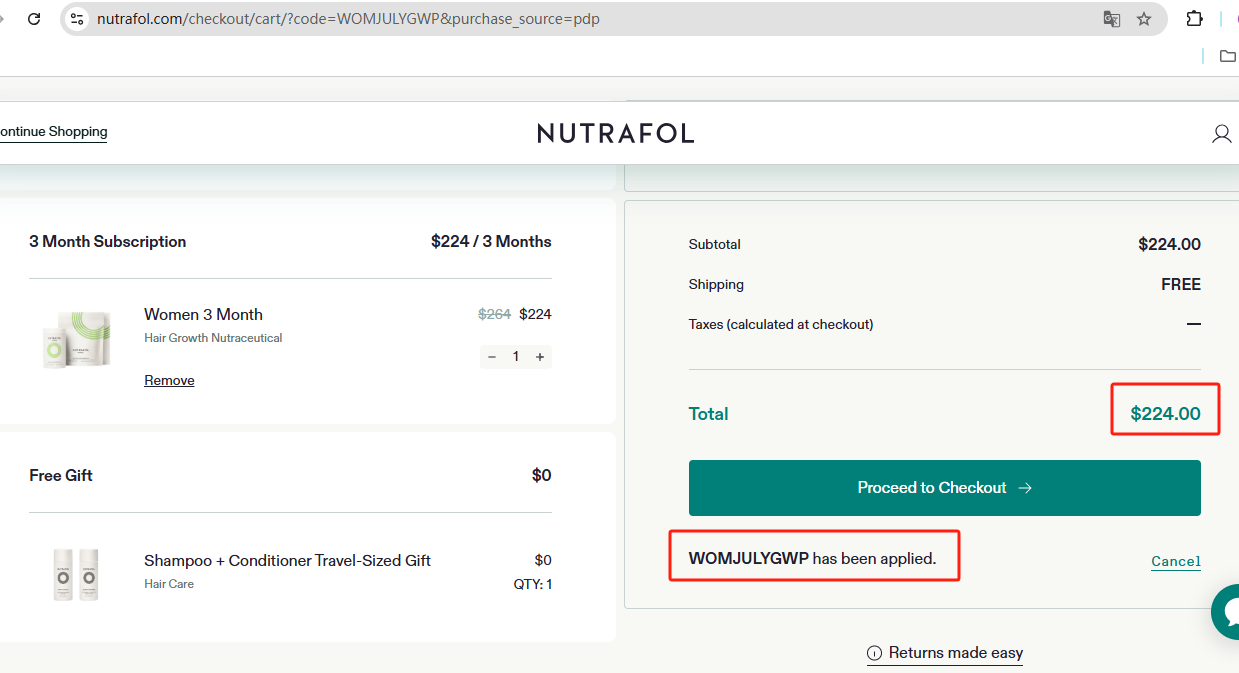 nutrafol.com/checkout/cart/?code=WOMJULYGWP&purchase_source=pdp
ontinue Shopping
NUTRAFOL
3 Month Subscription $224 / 3 Months
Women 3 Month $264 $224
Hair Growth Nutraceutical
− 1 +
Remove
Free Gift $0
Shampoo + Conditioner Travel-Sized Gift $0
Hair Care QTY: 1
Subtotal $224.00
Shipping FREE
Taxes (calculated at checkout) —
Total $224.00
Proceed to Checkout →
WOMJULYGWP has been applied. Cancel
Returns made easy